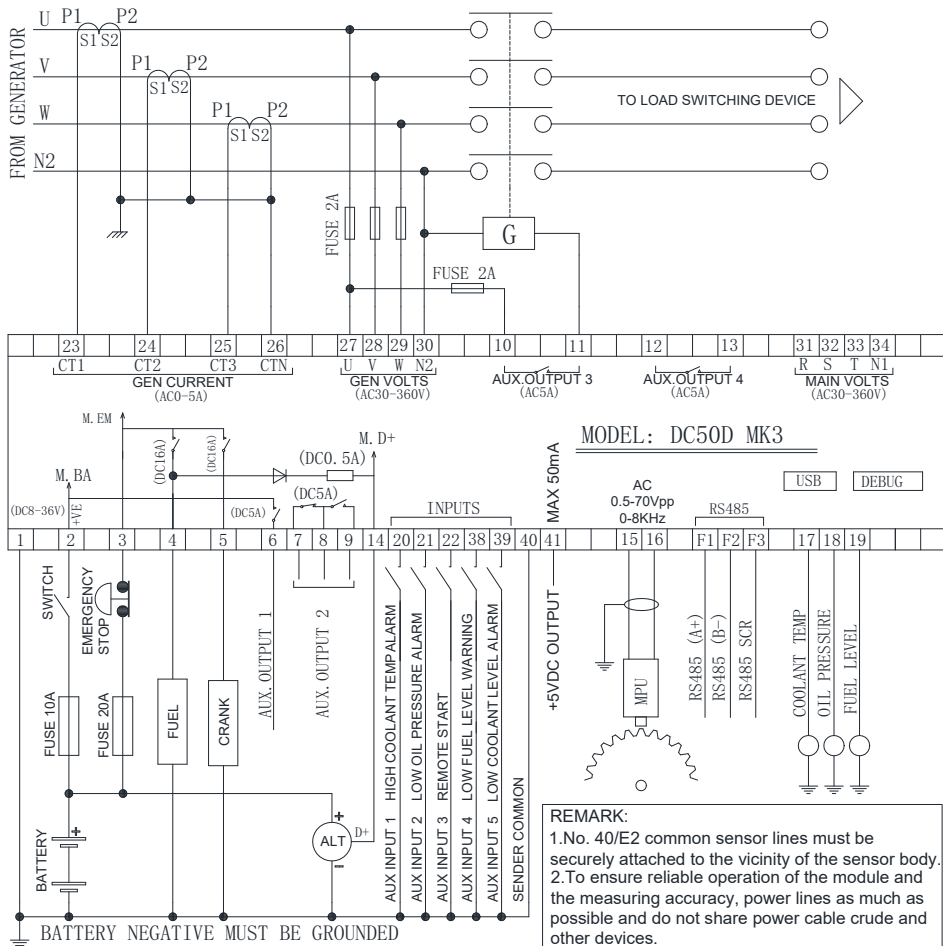 FROM GENERATOR
U P1 P2
S1 S2
V P1 P2
S1 S2
W P1 P2
S1 S2
N2
TO LOAD SWITCHING DEVICE
FUSE 2A
G
FUSE 2A
23 24 25 26 27 28 29 30 10 11 12 13 31 32 33 34
CT1 CT2 CT3 CTN U V W N2 R S T N1
GEN CURRENT
(AC0-5A)
GEN VOLTS
(AC30-360V)
AUX.OUTPUT 3
(AC5A)
AUX.OUTPUT 4
(AC5A)
MAIN VOLTS
(AC30-360V)
M.EM
(DC16A)
(DC16A)
M.D+
(DC0.5A)
M.BA
(DC8-36V)
+VE
(DC5A)
(DC5A)
INPUTS
MAX 50mA
MODEL: DC50D MK3
AC
0.5-70Vpp
0-8KHz
RS485
USB
DEBUG
1 2 3 4 5 6 7 8 9 14 20 21 22 38 39 40 41 15 16 F1 F2 F3 17 18 19
SWITCH
EMERGENCY
STOP
FUSE 10A
FUSE 20A
FUEL
CRANK
AUX.OUTPUT 1
AUX.OUTPUT 2
BATTERY
+
+
ALT
D+
−
AUX INPUT 1 HIGH COOLANT TEMP ALARM
AUX INPUT 2 LOW OIL PRESSURE ALARM
AUX INPUT 3 REMOTE START
AUX INPUT 4 LOW FUEL LEVEL WARNING
AUX INPUT 5 LOW COOLANT LEVEL ALARM
SENDER COMMON
+5VDC OUTPUT
MPU
RS485 (A+)
RS485 (B-)
RS485 SCR
COOLANT TEMP
OIL PRESSURE
FUEL LEVEL
BATTERY NEGATIVE MUST BE GROUNDED
REMARK:
1.No. 40/E2 common sensor lines must be
securely attached to the vicinity of the sensor body.
2.To ensure reliable operation of the module and
the measuring accuracy, power lines as much as
possible and do not share power cable crude and
other devices.